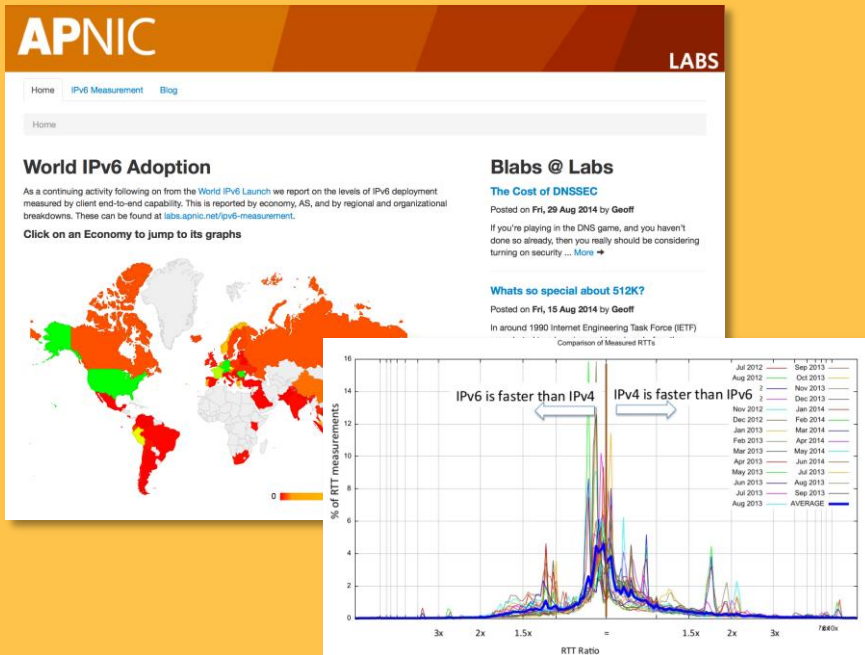 APNIC
LABS
Home IPv6 Measurement Blog
Home
World IPv6 Adoption
As a continuing activity following on from the World IPv6 Launch we report on the levels of IPv6 deployment
measured by client end-to-end capability. This is reported by economy, AS, and by regional and organizational
breakdowns. These can be found at labs.apnic.net/ipv6-measurement.
Click on an Economy to jump to its graphs
0
Blabs @ Labs
The Cost of DNSSEC
Posted on Fri, 29 Aug 2014 by Geoff
If you're playing in the DNS game, and you haven't
done so already, then you really should be considering
turning on security ... More ➔
Whats so special about 512K?
Posted on Fri, 15 Aug 2014 by Geoff
In around 1990 Internet Engineering Task Force (IETF)
Comparison of Measured RTTs
% of RTT measurements
16
14
12
10
8
6
4
2
0
IPv6 is faster than IPv4
IPv4 is faster than IPv6
Jul 2012 Sep 2013
Aug 2012 Oct 2013
2 Nov 2013
2 Dec 2013
Nov 2012 Jan 2014
Dec 2012 Feb 2014
Jan 2013 Mar 2014
Feb 2013 Apr 2014
Mar 2013 May 2014
Apr 2013 Jun 2014
May 2013 Jul 2013
Jun 2013 Aug 2013
Jul 2013 Sep 2013
Aug 2013 AVERAGE
3x 2x 1.5x = 1.5x 2x 3x
RTT Ratio